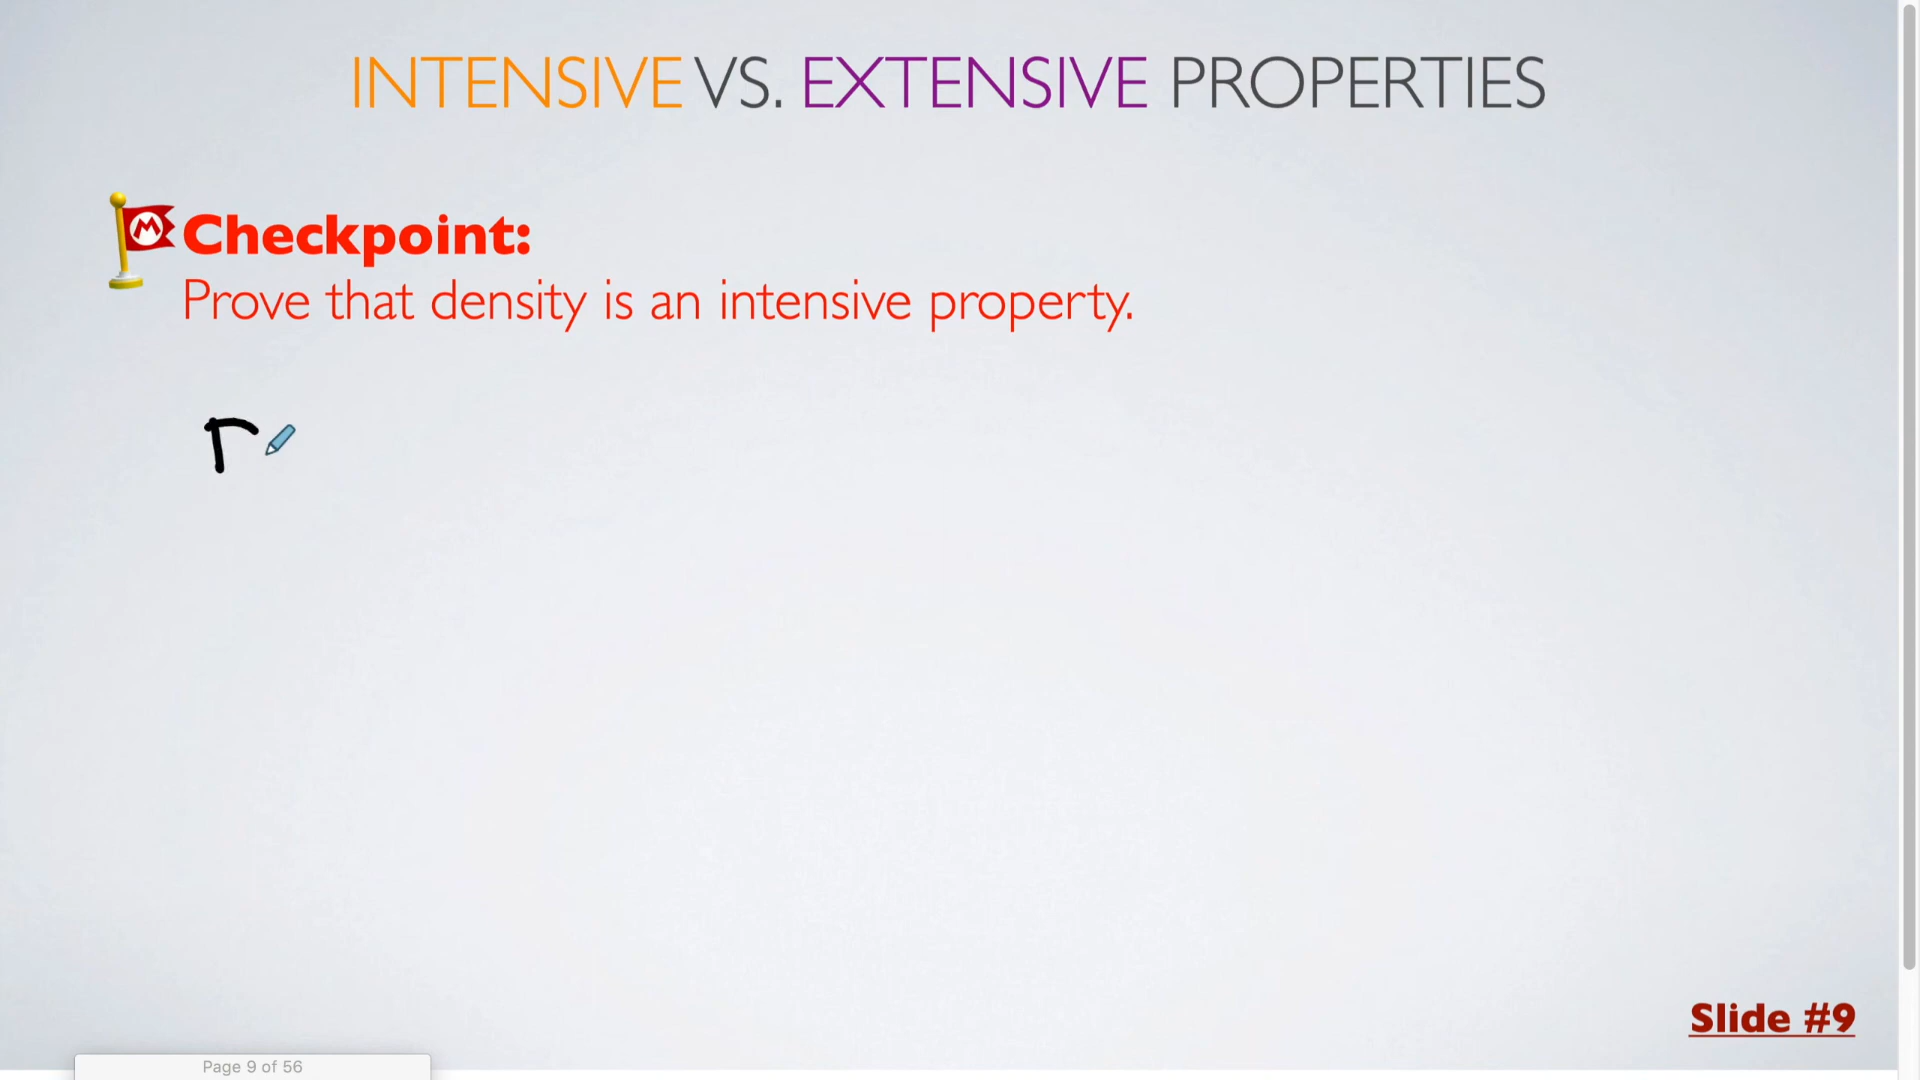 INTENSIVE VS. EXTENSIVE PROPERTIES
M
Checkpoint:
Prove that density is an intensive property.
Slide #9
Page 9 of 56